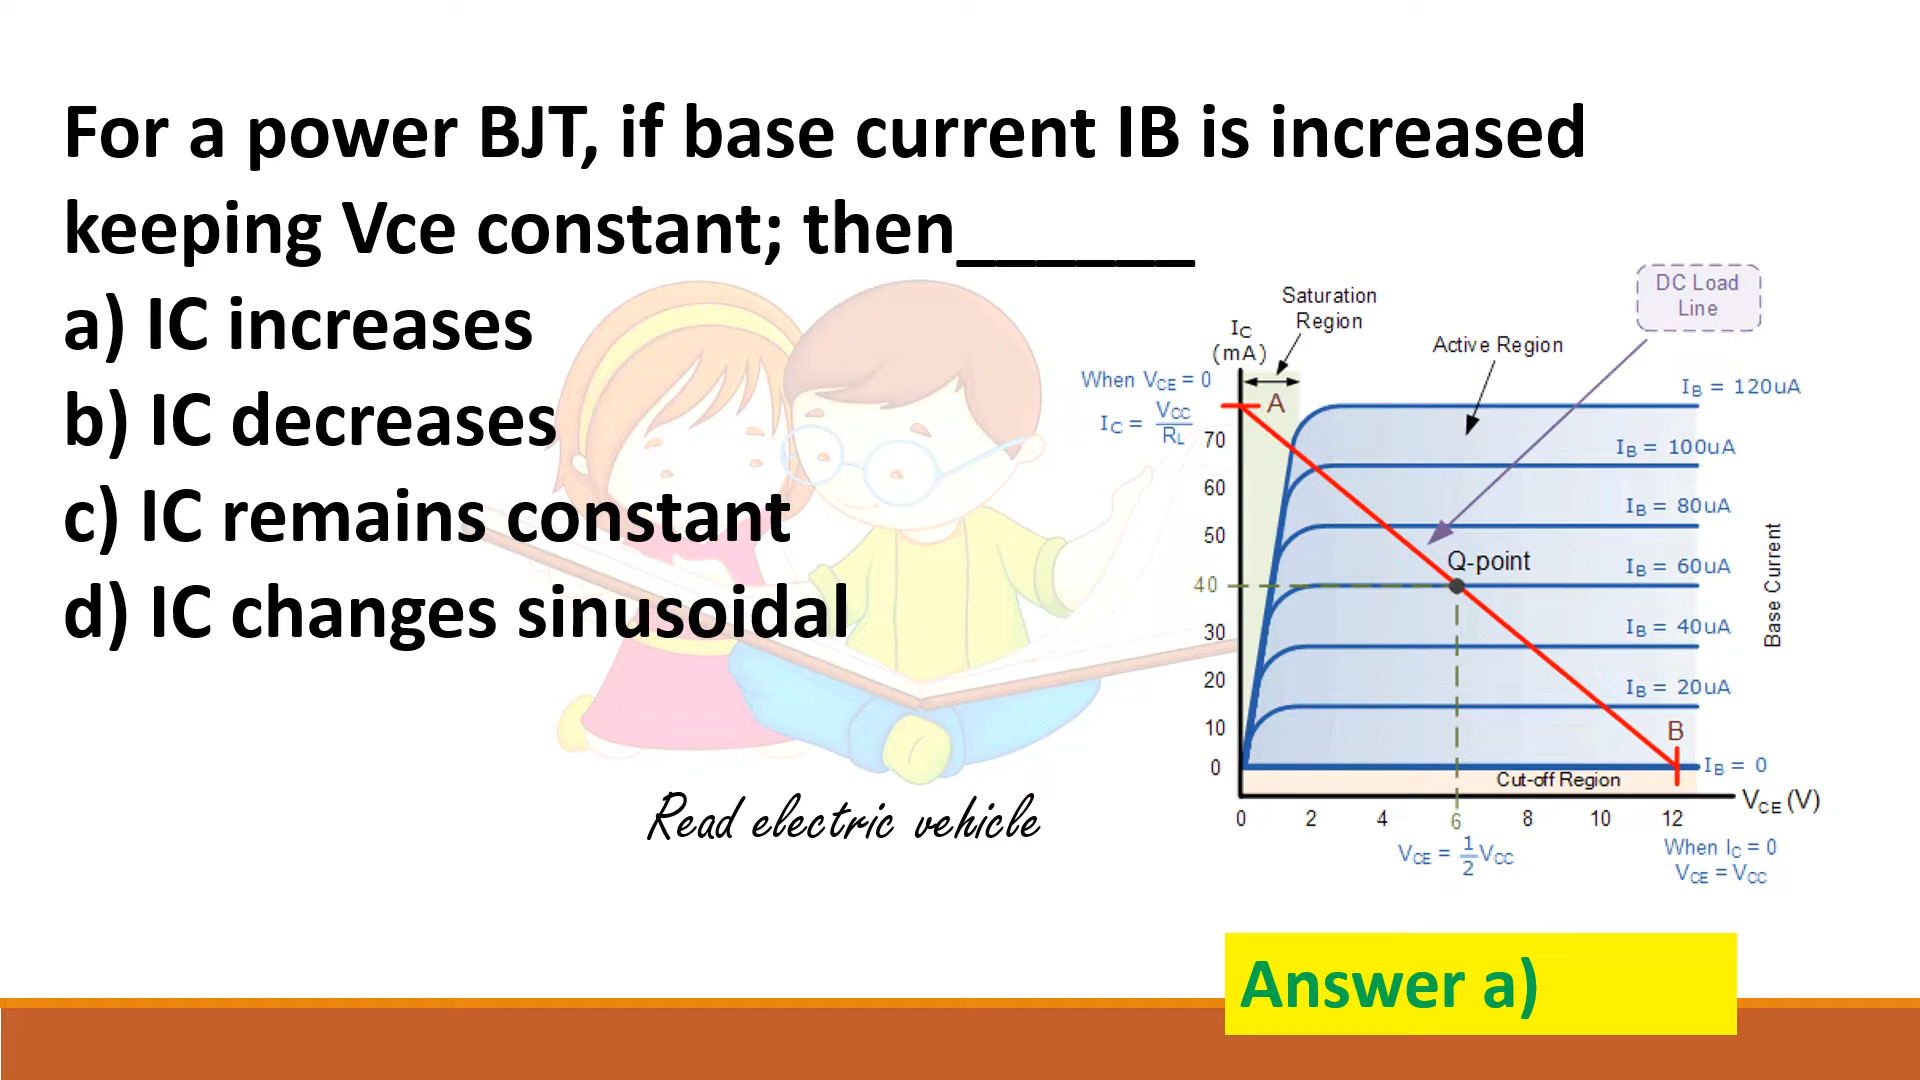 For a power BJT, if base current IB is increased
keeping Vce constant; then______
a) IC increases
b) IC decreases
c) IC remains constant
d) IC changes sinusoidal
Read electric vehicle
Saturation
Region
DC Load
Line
Active Region
IC
(mA)
When VCE = 0
IC = VCC
RL
A
IB = 120uA
IB = 100uA
IB = 80uA
IB = 60uA
IB = 40uA
IB = 20uA
IB = 0
Base Current
70
60
50
40
30
20
10
0
Q-point
B
Cut-off Region
VCE (V)
0 2 4 6 8 10 12
VCE = 1/2 VCC
When IC = 0
VCE = VCC
Answer a)